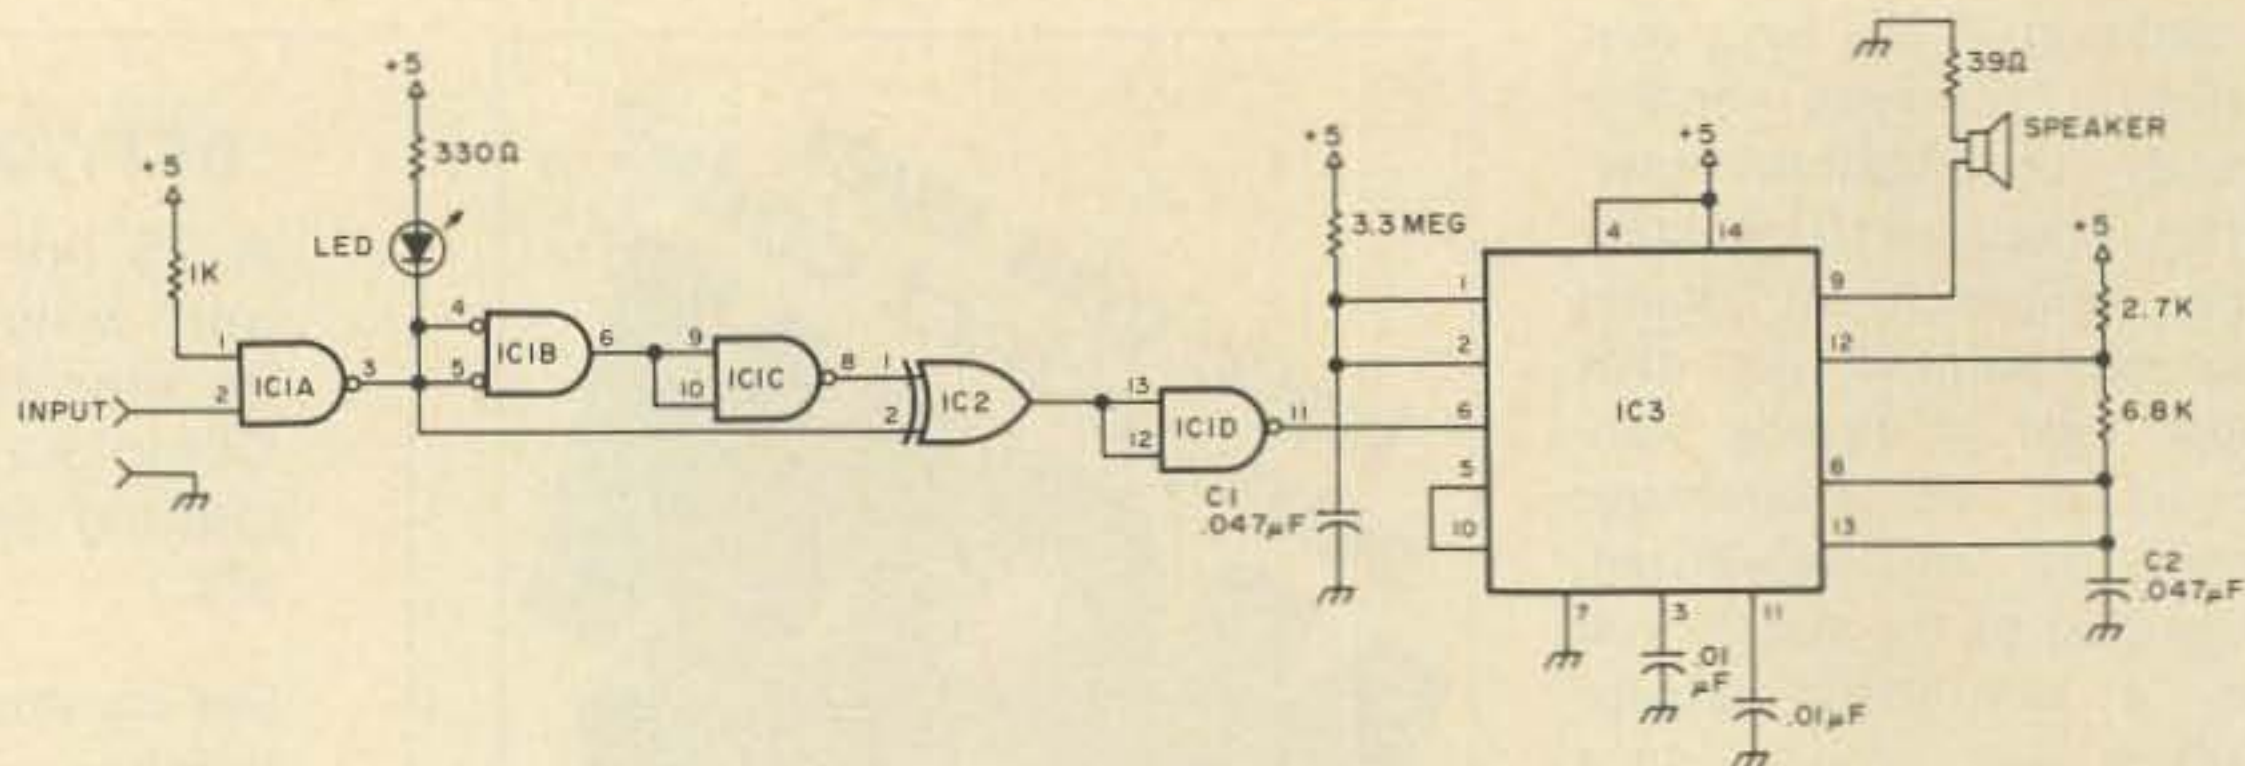 +5
1K
INPUT
1
2
IC1A
3
+5
330Ω
LED
4
5
IC1B
6
9
10
IC1C
8
1
2
IC2
13
12
IC1D
11
+5
3.3 MEG
C1
.047µF
1
2
6
5
10
IC3
+5
4
14
9
12
8
13
7
3
11
.01
µF
.01µF
39Ω
SPEAKER
+5
2.7K
6.8K
C2
.047µF